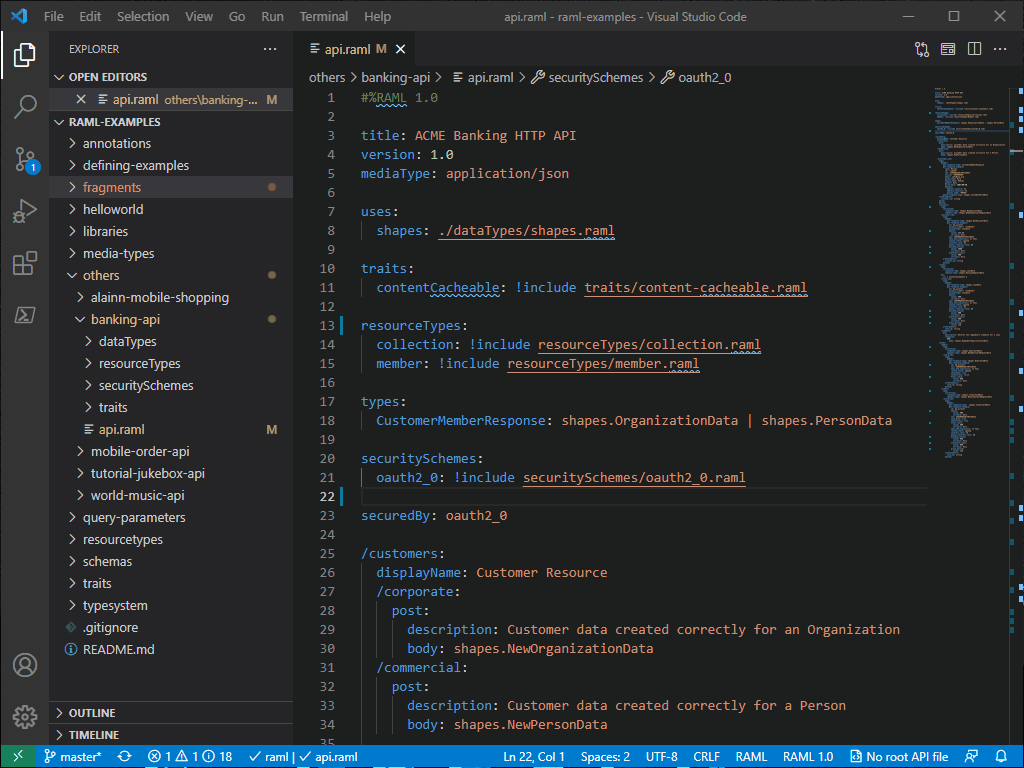 File Edit Selection View Go Run Terminal Help api.raml - raml-examples - Visual Studio Code
EXPLORER
OPEN EDITORS
api.raml others\banking-... M
RAML-EXAMPLES
annotations
defining-examples
fragments
helloworld
libraries
media-types
others
alainn-mobile-shopping
banking-api
dataTypes
resourceTypes
securitySchemes
traits
api.raml M
mobile-order-api
tutorial-jukebox-api
world-music-api
query-parameters
resourcetypes
schemas
traits
typesystem
.gitignore
README.md
OUTLINE
TIMELINE
1
api.raml M
others > banking-api > api.raml > securitySchemes > oauth2_0
1 #%RAML 1.0
2
3 title: ACME Banking HTTP API
4 version: 1.0
5 mediaType: application/json
6
7 uses:
8 shapes: ./dataTypes/shapes.raml
9
10 traits:
11 contentCacheable: !include traits/content-cacheable.raml
12
13 resourceTypes:
14 collection: !include resourceTypes/collection.raml
15 member: !include resourceTypes/member.raml
16
17 types:
18 CustomerMemberResponse: shapes.OrganizationData | shapes.PersonData
19
20 securitySchemes:
21 oauth2_0: !include securitySchemes/oauth2_0.raml
22
23 securedBy: oauth2_0
24
25 /customers:
26 displayName: Customer Resource
27 /corporate:
28 post:
29 description: Customer data created correctly for an Organization
30 body: shapes.NewOrganizationData
31 /commercial:
32 post:
33 description: Customer data created correctly for a Person
34 body: shapes.NewPersonData
35
master* 1 1 18 raml | api.raml Ln 22, Col 1 Spaces: 2 UTF-8 CRLF RAML RAML 1.0 No root API file